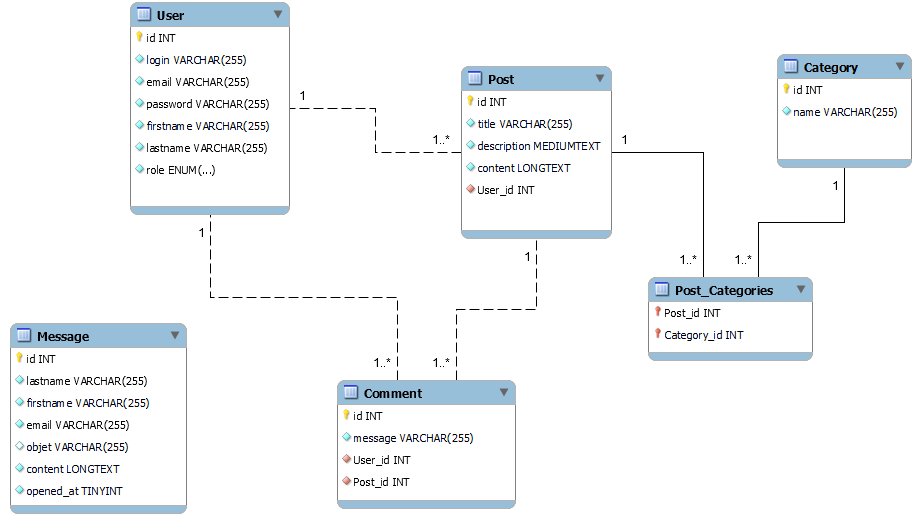 User
id INT
login VARCHAR(255)
email VARCHAR(255)
password VARCHAR(255)
firstname VARCHAR(255)
lastname VARCHAR(255)
role ENUM(...)
1
1..*
Post
id INT
title VARCHAR(255)
description MEDIUMTEXT
content LONGTEXT
User_id INT
1
1..*
Category
id INT
name VARCHAR(255)
1
1..*
Post_Categories
Post_id INT
Category_id INT
1
1..*
1
1..*
Message
id INT
lastname VARCHAR(255)
firstname VARCHAR(255)
email VARCHAR(255)
objet VARCHAR(255)
content LONGTEXT
opened_at TINYINT
Comment
id INT
message VARCHAR(255)
User_id INT
Post_id INT